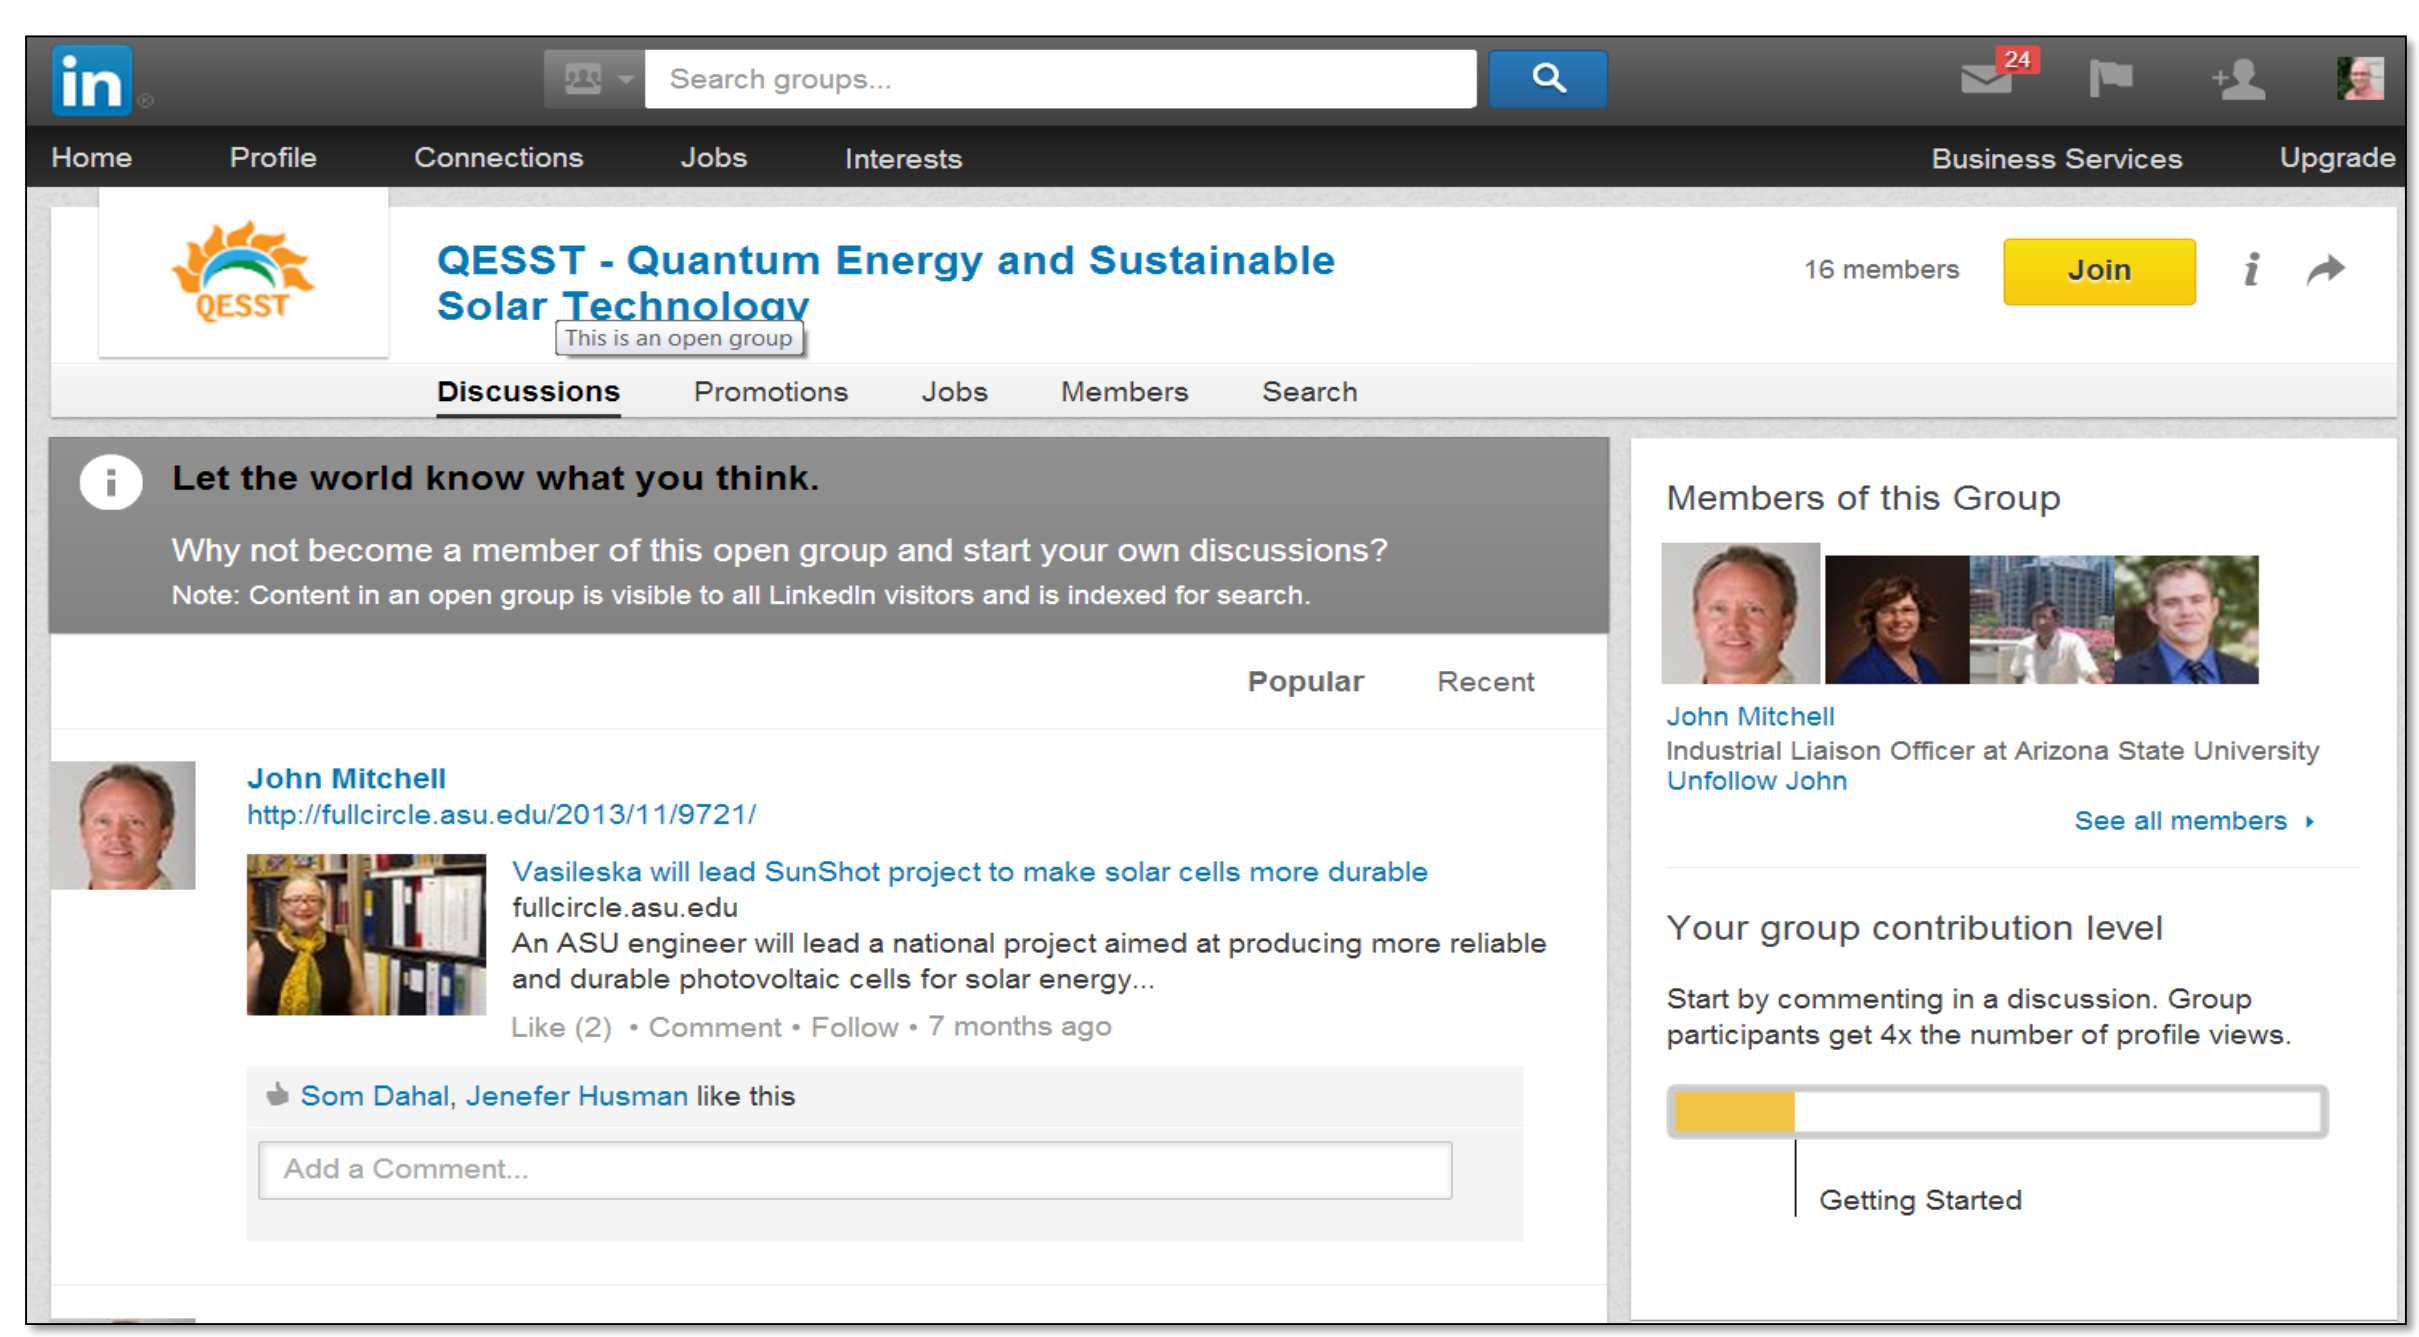 in ®
Search groups...
24
Home Profile Connections Jobs Interests Business Services Upgrade
QESST
QESST - Quantum Energy and Sustainable
Solar Technology
This is an open group
16 members Join i
Discussions Promotions Jobs Members Search
i Let the world know what you think.
Why not become a member of this open group and start your own discussions?
Note: Content in an open group is visible to all LinkedIn visitors and is indexed for search.
Popular Recent
John Mitchell
http://fullcircle.asu.edu/2013/11/9721/
Vasileska will lead SunShot project to make solar cells more durable
fullcircle.asu.edu
An ASU engineer will lead a national project aimed at producing more reliable
and durable photovoltaic cells for solar energy...
Like (2) • Comment • Follow • 7 months ago
Som Dahal, Jenefer Husman like this
Add a Comment...
Members of this Group
John Mitchell
Industrial Liaison Officer at Arizona State University
Unfollow John
See all members
Your group contribution level
Start by commenting in a discussion. Group
participants get 4x the number of profile views.
Getting Started